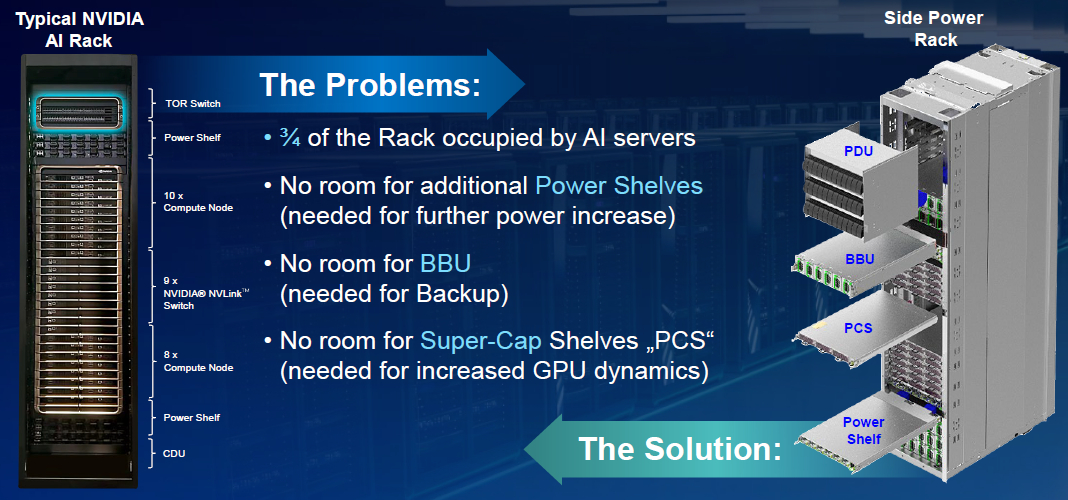 Typical NVIDIA
AI Rack
TOR Switch
Power Shelf
10 x
Compute Node
9 x
NVIDIA® NVLink™
Switch
8 x
Compute Node
Power Shelf
CDU
The Problems:
• ¾ of the Rack occupied by AI servers
• No room for additional Power Shelves
(needed for further power increase)
• No room for BBU
(needed for Backup)
• No room for Super-Cap Shelves „PCS“
(needed for increased GPU dynamics)
The Solution:
Side Power
Rack
PDU
BBU
PCS
Power
Shelf